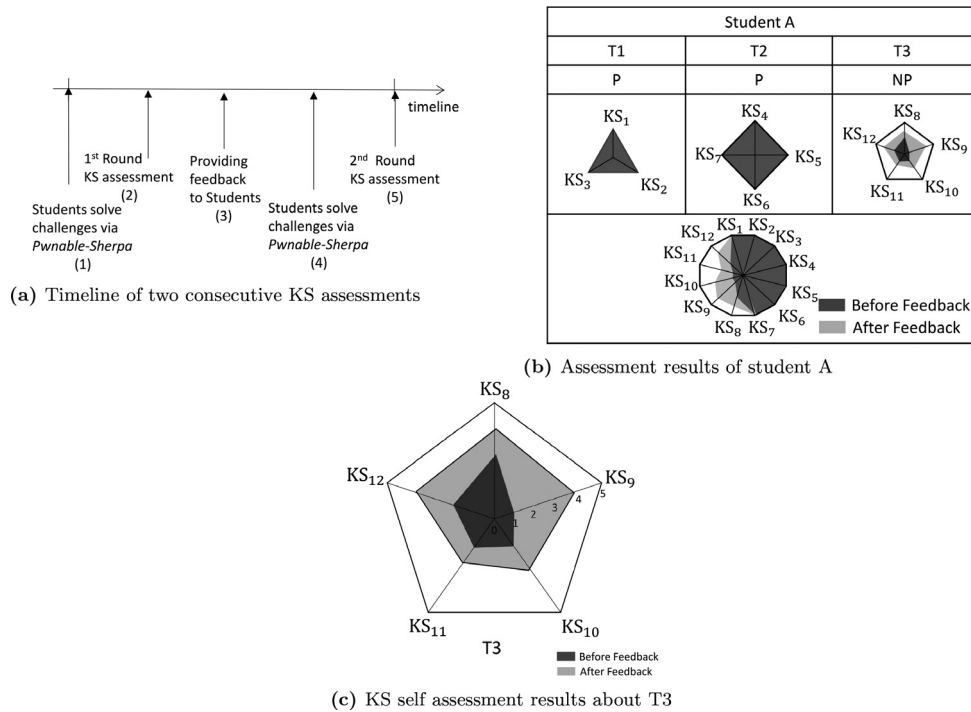 timeline
1st Round
KS assessment
(2)
Providing
feedback
to Students
(3)
2nd Round
KS assessment
(5)
Students solve
challenges via
Pwnable-Sherpa
(1)
Students solve
challenges via
Pwnable-Sherpa
(4)
(a) Timeline of two consecutive KS assessments
Student A
T1 T2 T3
P P NP
KS1
KS3 KS2
KS4
KS7 KS5
KS6
KS8
KS12 KS9
KS11 KS10
KS12 KS1 KS2
KS11 KS3
KS10 KS4
KS9 KS5
KS8 KS7 KS6
Before Feedback
After Feedback
(b) Assessment results of student A
KS8
KS12 KS9
0 1 2 3 4 5
KS11 KS10
T3
Before Feedback
After Feedback
(c) KS self assessment results about T3